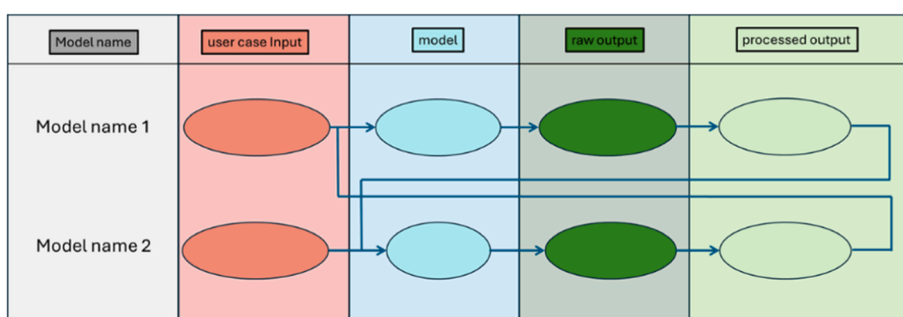 Model name
user case Input
model
raw output
processed output
Model name 1
Model name 2